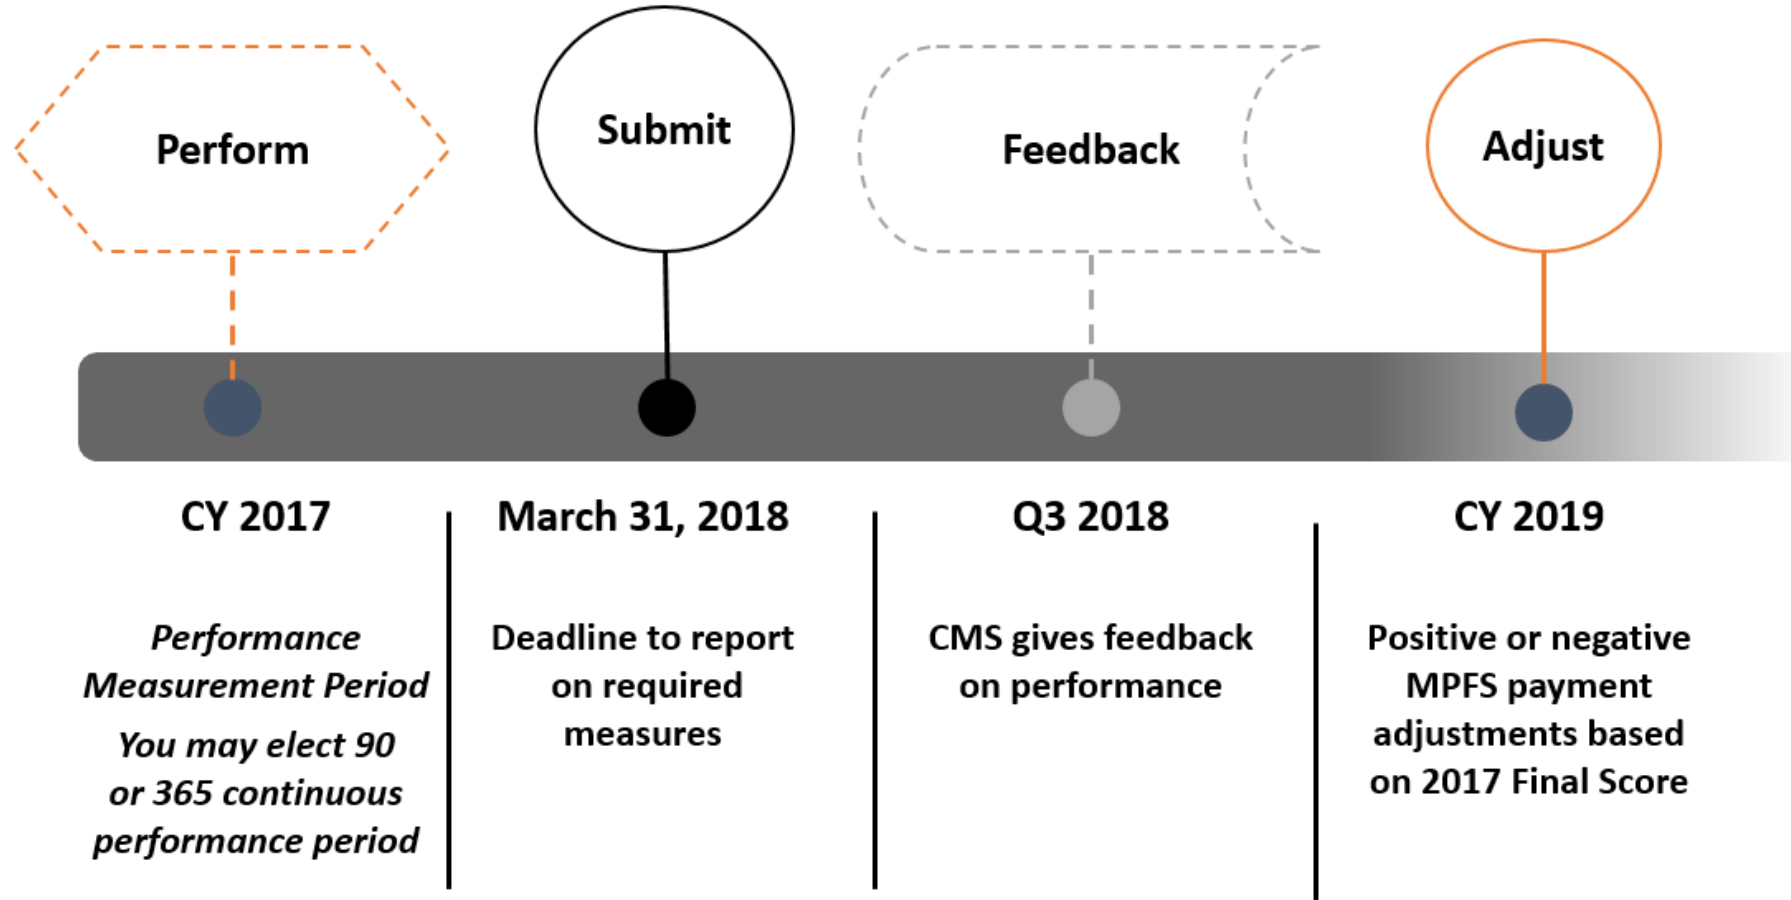 Perform
Submit
Feedback
Adjust
CY 2017
March 31, 2018
Q3 2018
CY 2019
Performance
Measurement Period
You may elect 90
or 365 continuous
performance period
Deadline to report
on required
measures
CMS gives feedback
on performance
Positive or negative
MPFS payment
adjustments based
on 2017 Final Score